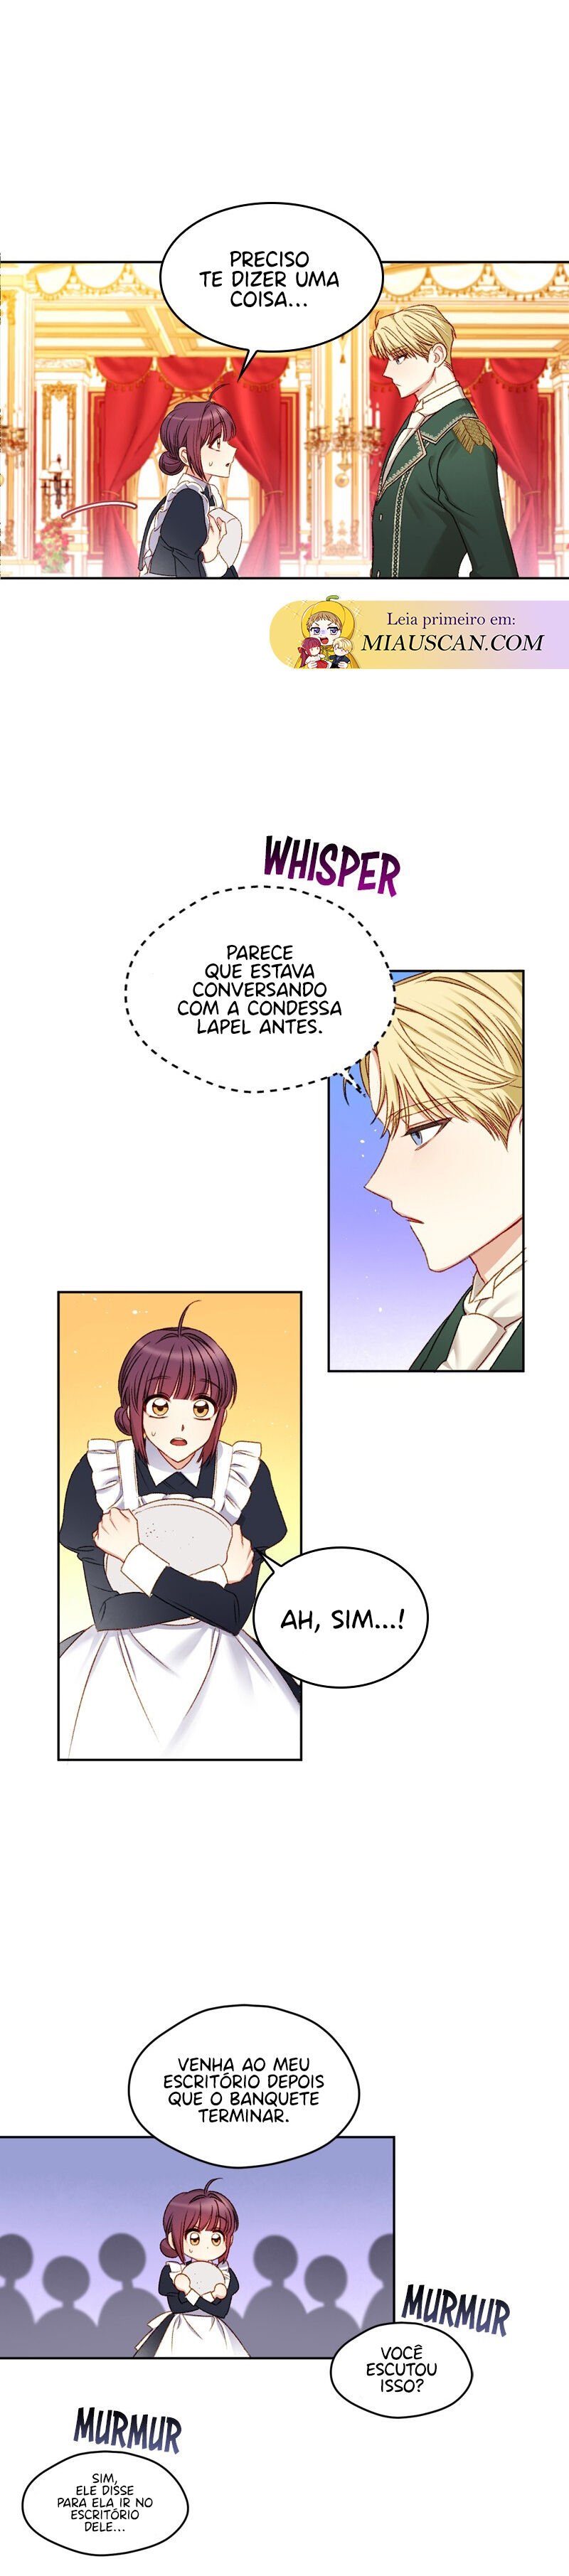 PRECISO
TE DIZER UMA
COISA...
Leia primeiro em:
MIAUSCAN.COM
WHISPER
PARECE
QUE ESTAVA
CONVERSANDO
COM A CONDESSA
LAPEL ANTES.
AH, SIM...!
VENHA AO MEU
ESCRITÓRIO DEPOIS
QUE O BANQUETE
TERMINAR.
MURMUR
VOCÊ
ESCUTOU
ISSO?
MURMUR
SIM,
ELE DISSE
PARA ELA IR NO
ESCRITÓRIO
DELE...